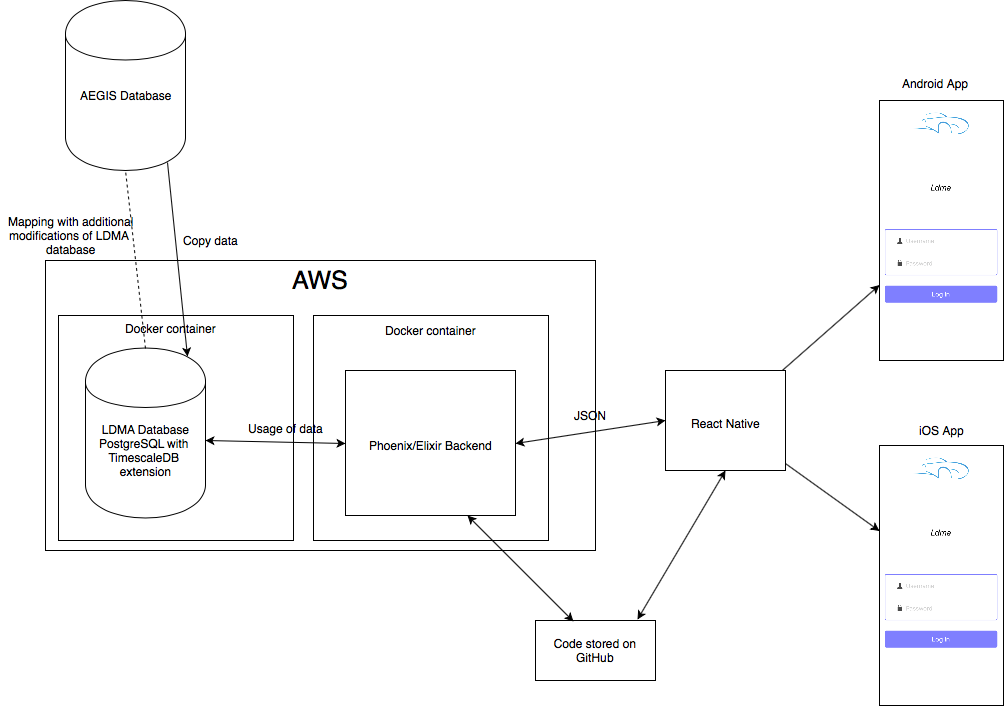 AEGIS Database
Mapping with additional
modifications of LDMA
database
Copy data
AWS
Docker container
Docker container
LDMA Database
PostgreSQL with
TimescaleDB
extension
Usage of data
Phoenix/Elixir Backend
JSON
React Native
Code stored on
GitHub
Android App
Ldme
Username
Password
Log In
iOS App
Ldme
Username
Password
Log In